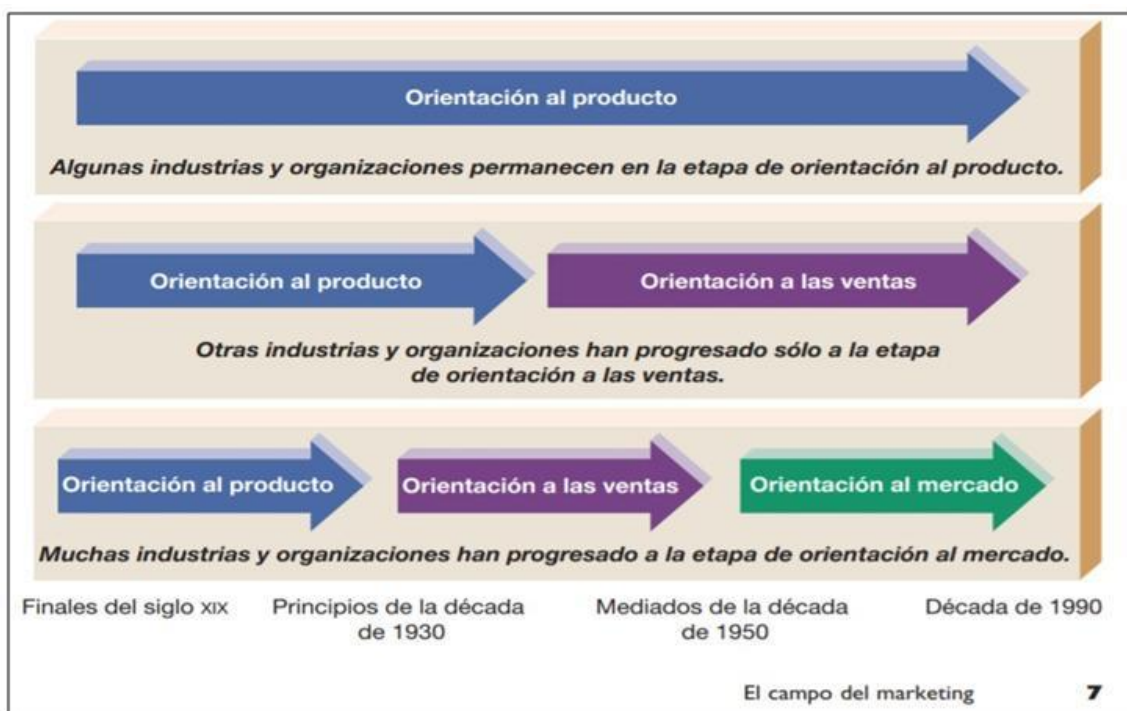 Orientación al producto
Algunas industrias y organizaciones permanecen en la etapa de orientación al producto.
Orientación al producto
Orientación a las ventas
Otras industrias y organizaciones han progresado sólo a la etapa
de orientación a las ventas.
Orientación al producto
Orientación a las ventas
Orientación al mercado
Muchas industrias y organizaciones han progresado a la etapa de orientación al mercado.
Finales del siglo XIX
Principios de la década
de 1930
Mediados de la década
de 1950
Década de 1990
El campo del marketing 7